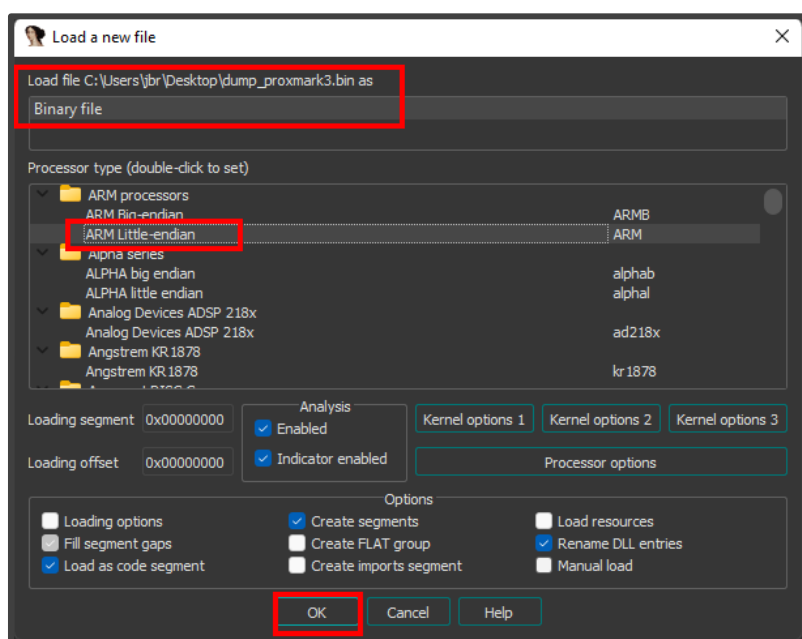 Load a new file
Load file C:\Users\jbr\Desktop\dump_proxmark3.bin as
Binary file
Processor type (double-click to set)
ARM processors
ARM Big-endian ARMB
ARM Little-endian ARM
Alpha series
ALPHA big endian alphab
ALPHA little endian alphal
Analog Devices ADSP 218x
Analog Devices ADSP 218x ad218x
Angstrem KR1878
Angstrem KR1878 kr1878
Loading segment 0x00000000
Loading offset 0x00000000
Analysis
Enabled
Indicator enabled
Kernel options 1 Kernel options 2 Kernel options 3
Processor options
Options
Loading options Create segments Load resources
Fill segment gaps Create FLAT group Rename DLL entries
Load as code segment Create imports segment Manual load
OK Cancel Help